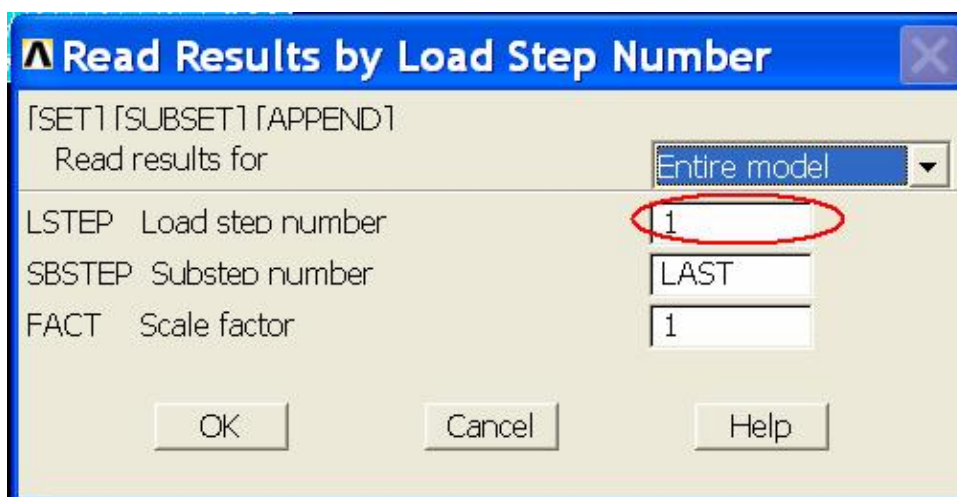 Read Results by Load Step Number
[SET] [SUBSET] [APPEND]
Read results for Entire model
LSTEP Load step number 1
SBSTEP Substep number LAST
FACT Scale factor 1
OK Cancel Help